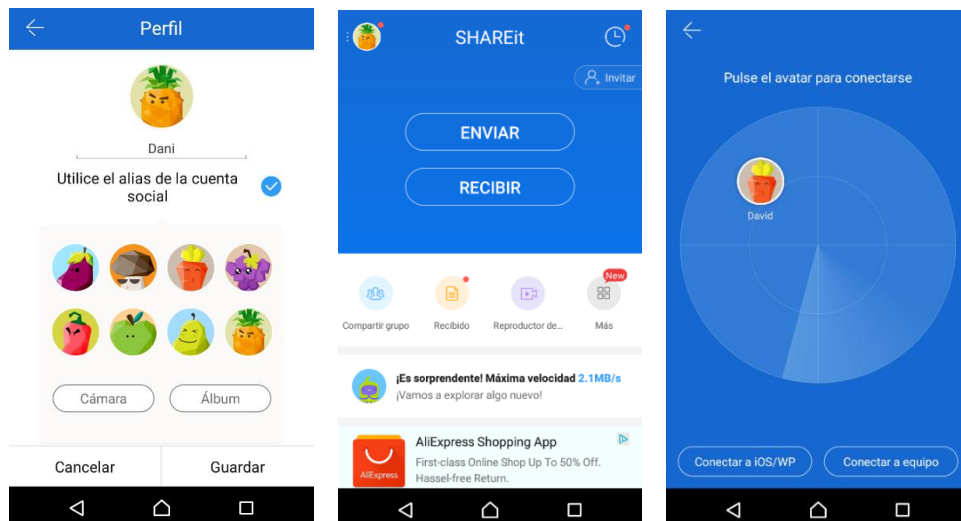 Perfil
Dani
Utilice el alias de la cuenta
social
Cámara
Álbum
Cancelar
Guardar
SHAREit
Invitar
ENVIAR
RECIBIR
New
Compartir grupo
Recibido
Reproductor de...
Más
¡Es sorprendente! Máxima velocidad 2.1MB/s
¡Vamos a explorar algo nuevo!
AliExpress
AliExpress Shopping App
First-class Online Shop Up To 50% Off.
Hassel-free Return.
Pulse el avatar para conectarse
David
Conectar a iOS/WP
Conectar a equipo